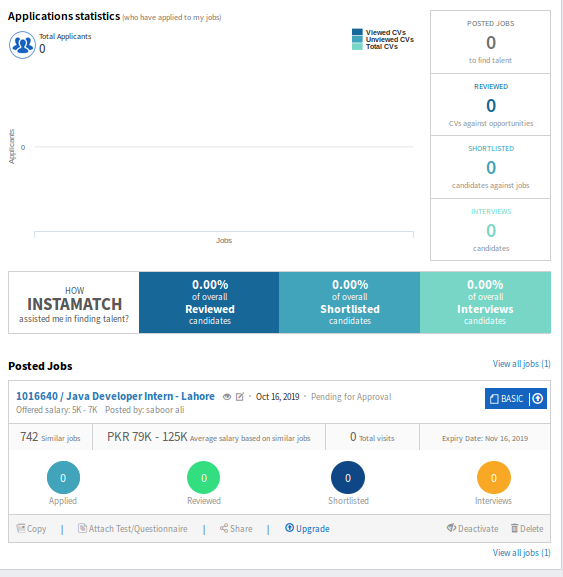 Applications statistics (who have applied to my jobs)
Total Applicants
0
Viewed CVs
Unviewed CVs
Total CVs
Applicants
0
Jobs
POSTED JOBS
0
to find talent
REVIEWED
0
CVs against opportunities
SHORTLISTED
0
candidates against jobs
INTERVIEWS
0
candidates
HOW
INSTAMATCH
assisted me in finding talent?
0.00%
of overall
Reviewed
candidates
0.00%
of overall
Shortlisted
candidates
0.00%
of overall
Interviews
candidates
Posted Jobs
View all jobs (1)
1016640 / Java Developer Intern - Lahore · Oct 16, 2019 · Pending for Approval
BASIC
Offered salary: 5K - 7K Posted by: saboor ali
742 Similar jobs
PKR 79K - 125K Average salary based on similar jobs
0 Total visits
Expiry Date: Nov 16, 2019
0
Applied
0
Reviewed
0
Shortlisted
0
Interviews
Copy | Attach Test/Questionnaire | Share | Upgrade
Deactivate Delete
View all jobs (1)